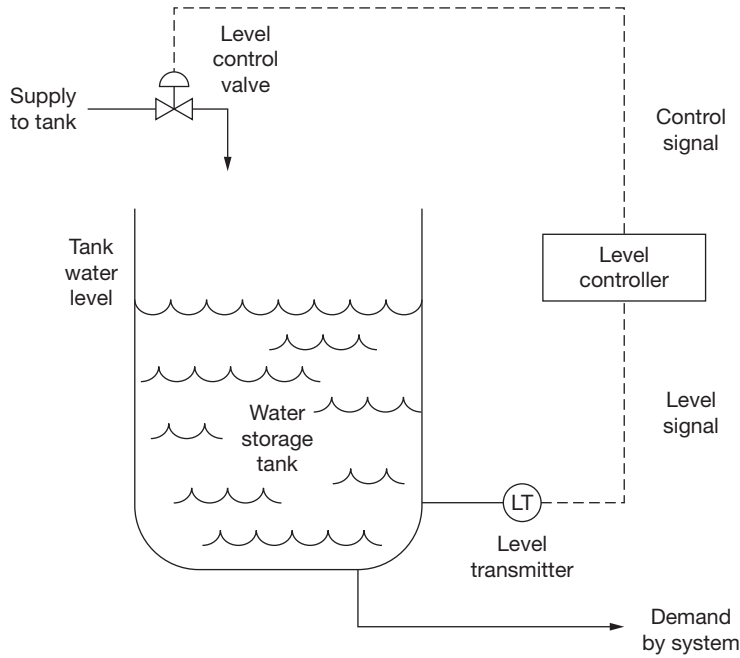 Level
control
valve
Supply
to tank
Control
signal
Tank
water
level
Level
controller
Water
storage
tank
Level
signal
LT
Level
transmitter
Demand
by system